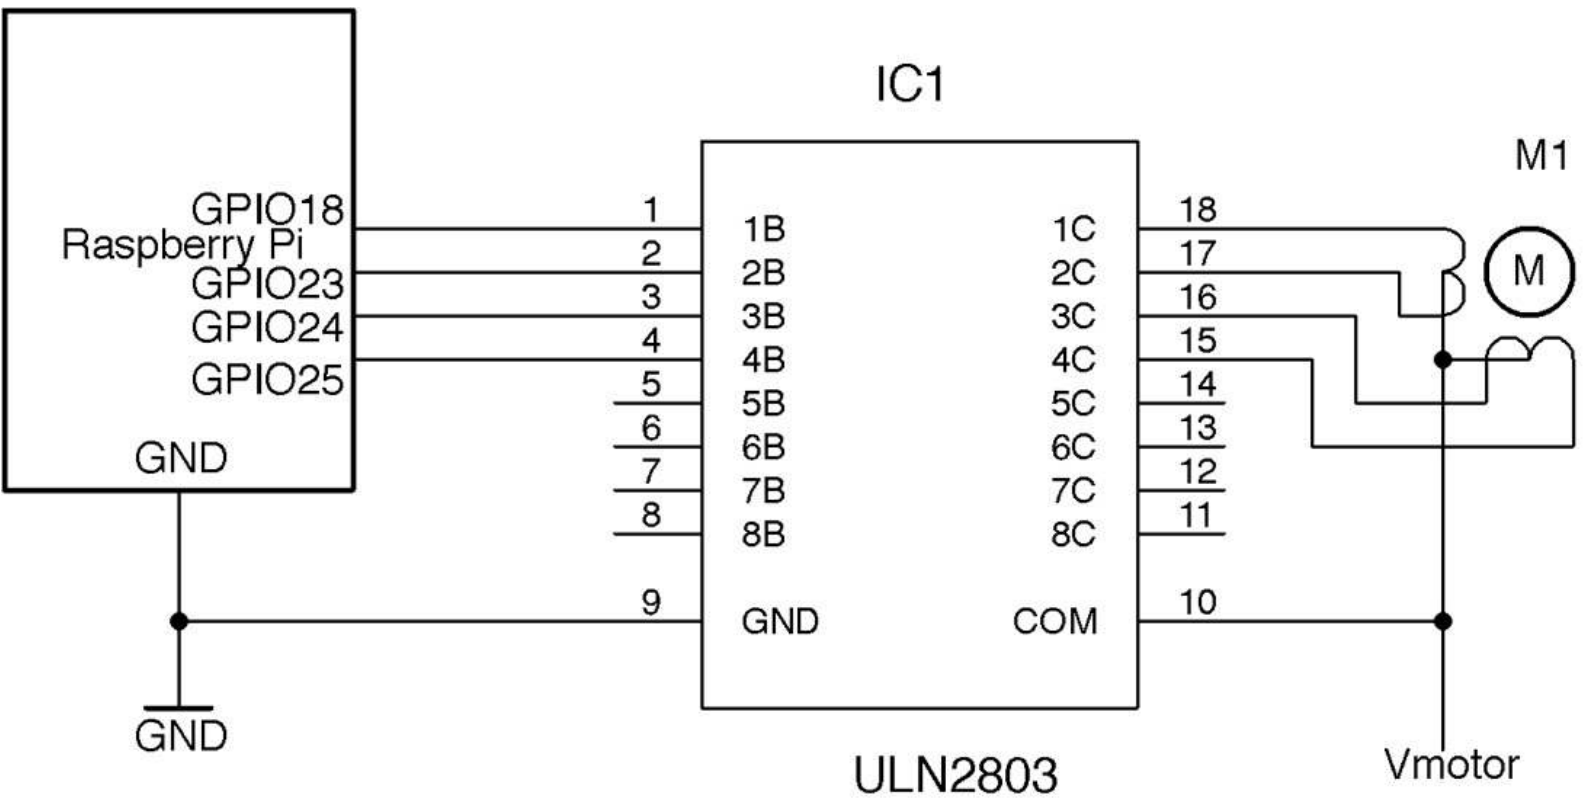 IC1
M1
GPIO18
Raspberry Pi
GPIO23
GPIO24
GPIO25
GND
GND
1
2
3
4
5
6
7
8
9
1B
2B
3B
4B
5B
6B
7B
8B
GND
1C
2C
3C
4C
5C
6C
7C
8C
COM
18
17
16
15
14
13
12
11
10
M
ULN2803
Vmotor